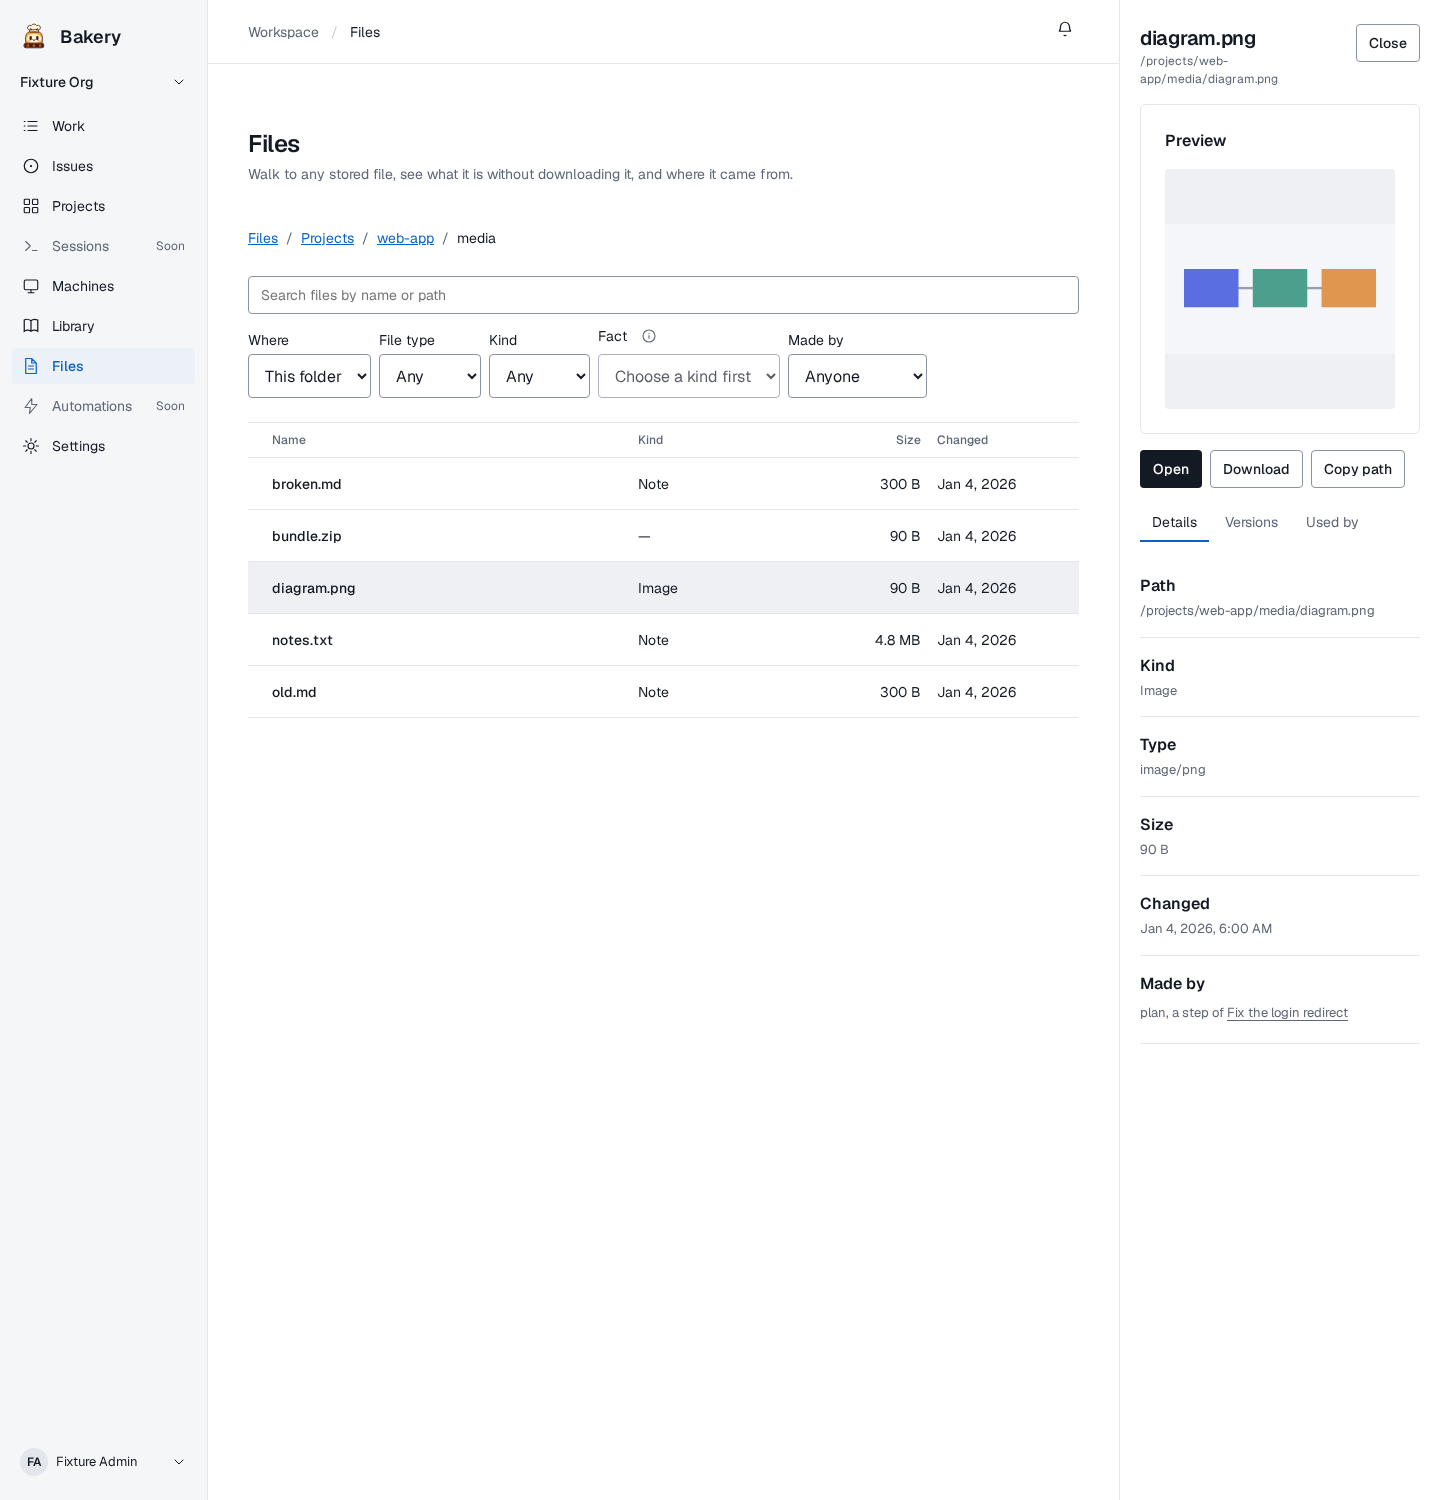 Bakery
Fixture Org
Work
Issues
Projects
Sessions Soon
Machines
Library
Files
Automations Soon
Settings
FA Fixture Admin
Workspace / Files
Files
Walk to any stored file, see what it is without downloading it, and where it came from.
Files / Projects / web-app / media
Search files by name or path
Where File type Kind Fact Made by
This folder Any Any Choose a kind first Anyone
Name Kind Size Changed
broken.md Note 300 B Jan 4, 2026
bundle.zip — 90 B Jan 4, 2026
diagram.png Image 90 B Jan 4, 2026
notes.txt Note 4.8 MB Jan 4, 2026
old.md Note 300 B Jan 4, 2026
diagram.png
Close
/projects/web-
app/media/diagram.png
Preview
Open Download Copy path
Details Versions Used by
Path
/projects/web-app/media/diagram.png
Kind
Image
Type
image/png
Size
90 B
Changed
Jan 4, 2026, 6:00 AM
Made by
plan, a step of Fix the login redirect